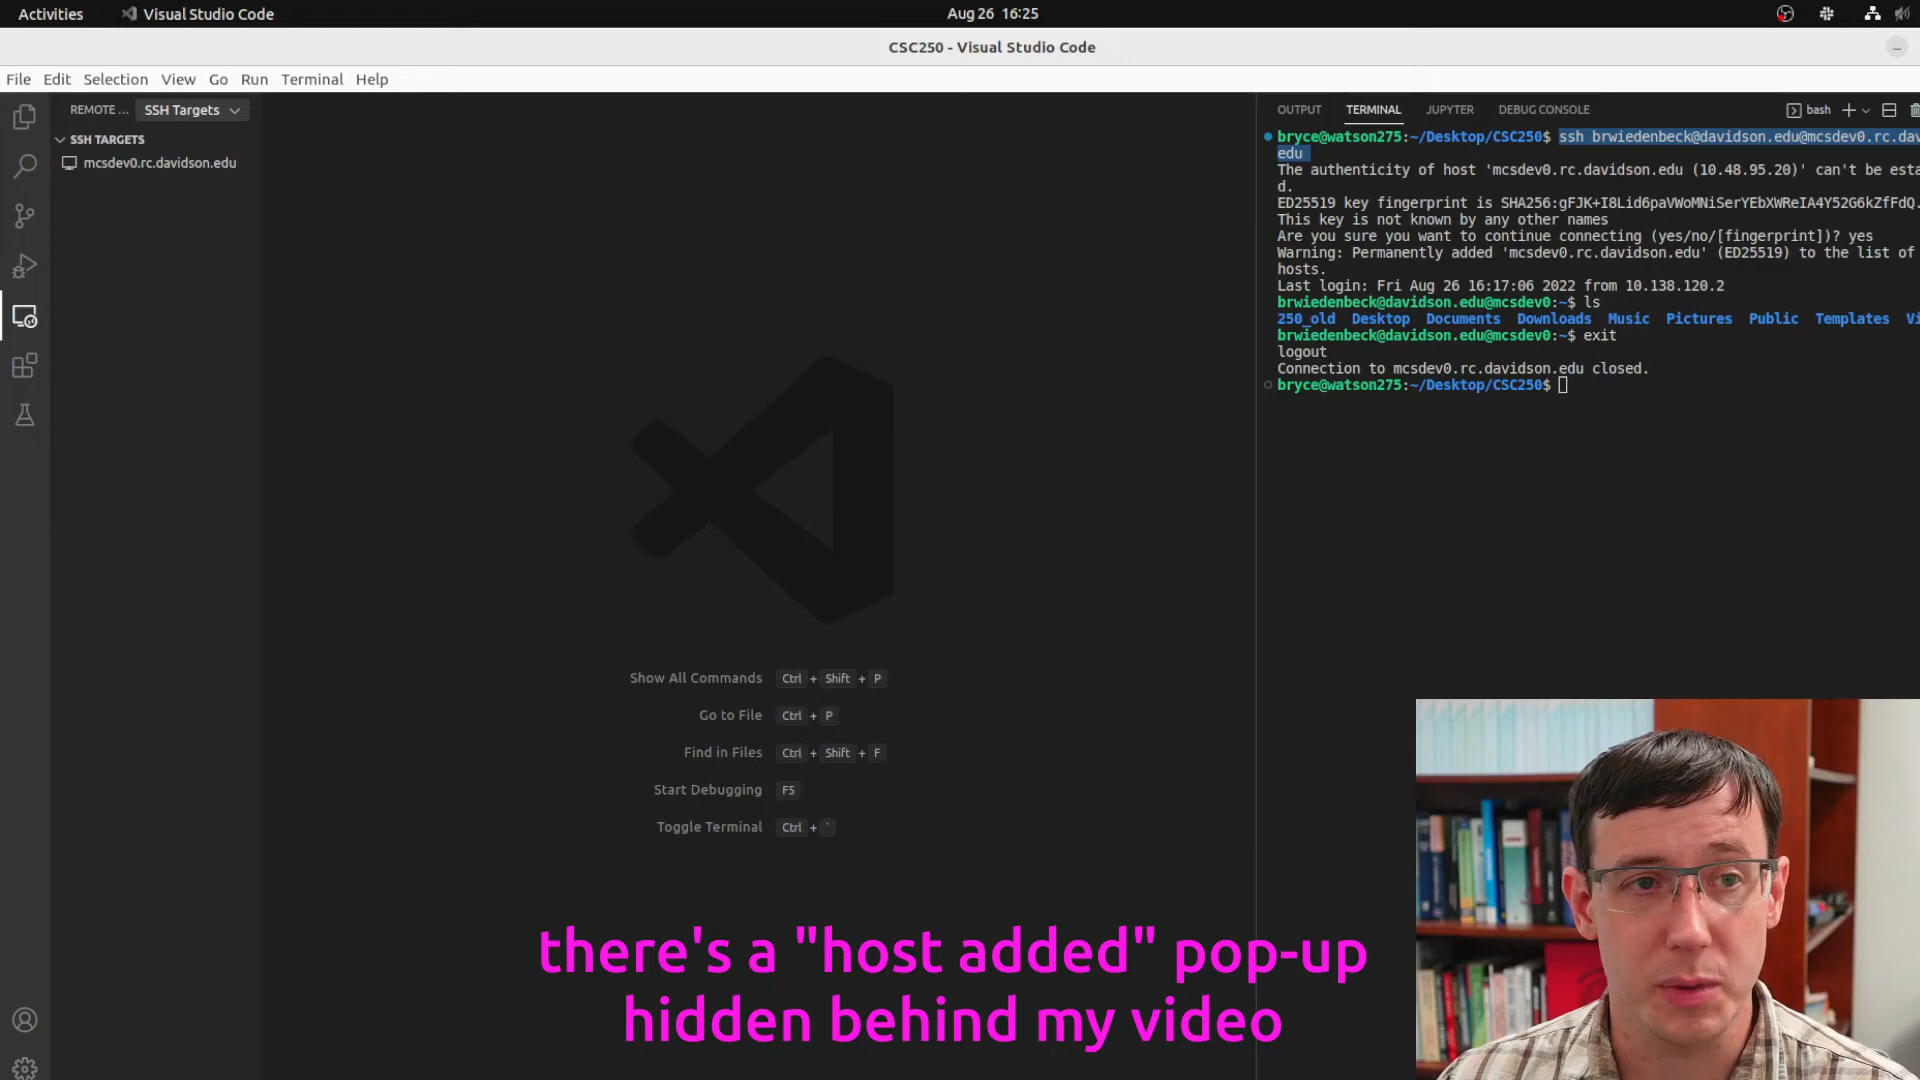 Activities
Visual Studio Code
Aug 26 16:25
CSC250 - Visual Studio Code
File Edit Selection View Go Run Terminal Help
REMOTE ... SSH Targets
SSH TARGETS
mcsdev0.rc.davidson.edu
OUTPUT TERMINAL JUPYTER DEBUG CONSOLE
bash
bryce@watson275:~/Desktop/CSC250$ ssh brwiedenbeck@davidson.edu@mcsdev0.rc.dav
edu
The authenticity of host 'mcsdev0.rc.davidson.edu (10.48.95.20)' can't be esta
d.
ED25519 key fingerprint is SHA256:gFJK+I8Lid6paVWoMNiSerYEbXWReIA4Y52G6kZfFdQ.
This key is not known by any other names
Are you sure you want to continue connecting (yes/no/[fingerprint])? yes
Warning: Permanently added 'mcsdev0.rc.davidson.edu' (ED25519) to the list of
hosts.
Last login: Fri Aug 26 16:17:06 2022 from 10.138.120.2
brwiedenbeck@davidson.edu@mcsdev0:~$ ls
250_old Desktop Documents Downloads Music Pictures Public Templates Vi
brwiedenbeck@davidson.edu@mcsdev0:~$ exit
logout
Connection to mcsdev0.rc.davidson.edu closed.
bryce@watson275:~/Desktop/CSC250$
Show All Commands Ctrl + Shift + P
Go to File Ctrl + P
Find in Files Ctrl + Shift + F
Start Debugging F5
Toggle Terminal Ctrl + `
there's a "host added" pop-up
hidden behind my video